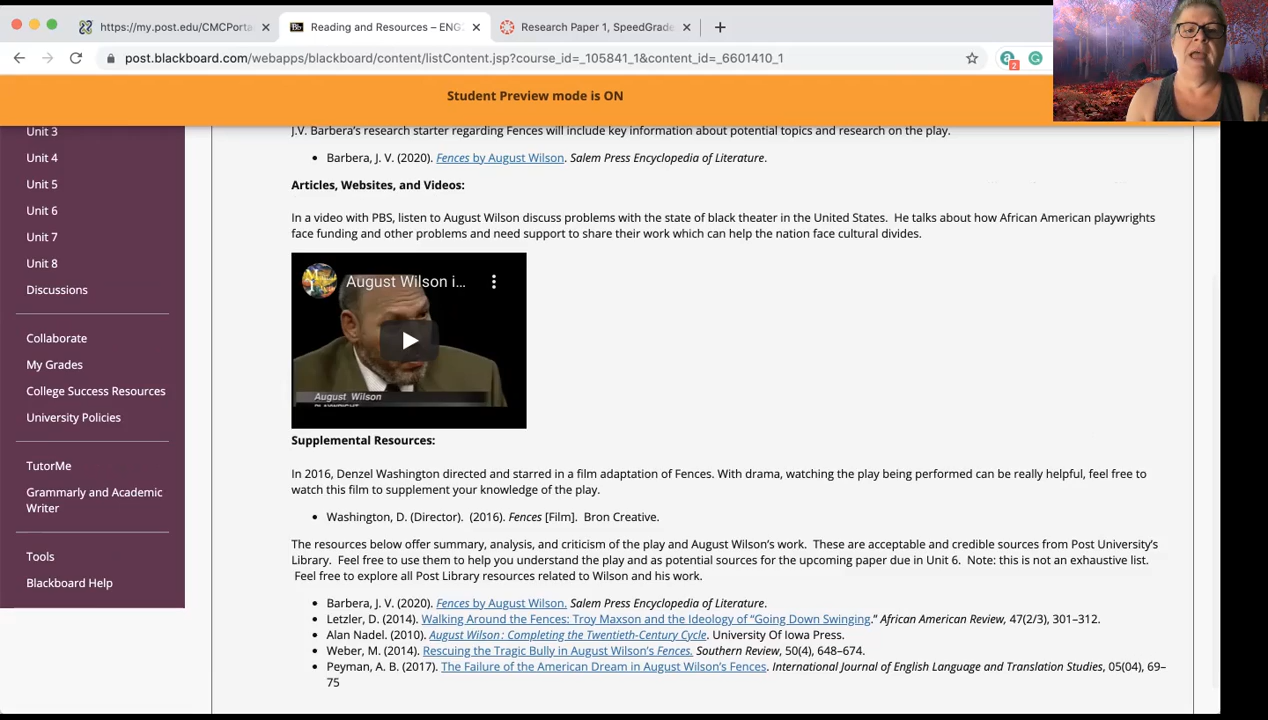 https://my.post.edu/CMCPorta
Reading and Resources – ENG2
Research Paper 1, SpeedGrade
post.blackboard.com/webapps/blackboard/content/listContent.jsp?course_id=_105841_1&content_id=_6601410_1
2
Student Preview mode is ON
Unit 3
Unit 4
Unit 5
Unit 6
Unit 7
Unit 8
Discussions
Collaborate
My Grades
College Success Resources
University Policies
TutorMe
Grammarly and Academic
Writer
Tools
Blackboard Help
J.V. Barbera's research starter regarding Fences will include key information about potential topics and research on the play.
• Barbera, J. V. (2020). Fences by August Wilson. Salem Press Encyclopedia of Literature.
Articles, Websites, and Videos:
In a video with PBS, listen to August Wilson discuss problems with the state of black theater in the United States. He talks about how African American playwrights
face funding and other problems and need support to share their work which can help the nation face cultural divides.
August Wilson i...
August Wilson
PLAYWRIGHT
Supplemental Resources:
In 2016, Denzel Washington directed and starred in a film adaptation of Fences. With drama, watching the play being performed can be really helpful, feel free to
watch this film to supplement your knowledge of the play.
• Washington, D. (Director). (2016). Fences [Film]. Bron Creative.
The resources below offer summary, analysis, and criticism of the play and August Wilson's work. These are acceptable and credible sources from Post University's
Library. Feel free to use them to help you understand the play and as potential sources for the upcoming paper due in Unit 6. Note: this is not an exhaustive list.
Feel free to explore all Post Library resources related to Wilson and his work.
• Barbera, J. V. (2020). Fences by August Wilson. Salem Press Encyclopedia of Literature.
• Letzler, D. (2014). Walking Around the Fences: Troy Maxson and the Ideology of “Going Down Swinging.” African American Review, 47(2/3), 301–312.
• Alan Nadel. (2010). August Wilson : Completing the Twentieth-Century Cycle. University Of Iowa Press.
• Weber, M. (2014). Rescuing the Tragic Bully in August Wilson's Fences. Southern Review, 50(4), 648–674.
• Peyman, A. B. (2017). The Failure of the American Dream in August Wilson's Fences. International Journal of English Language and Translation Studies, 05(04), 69–
75